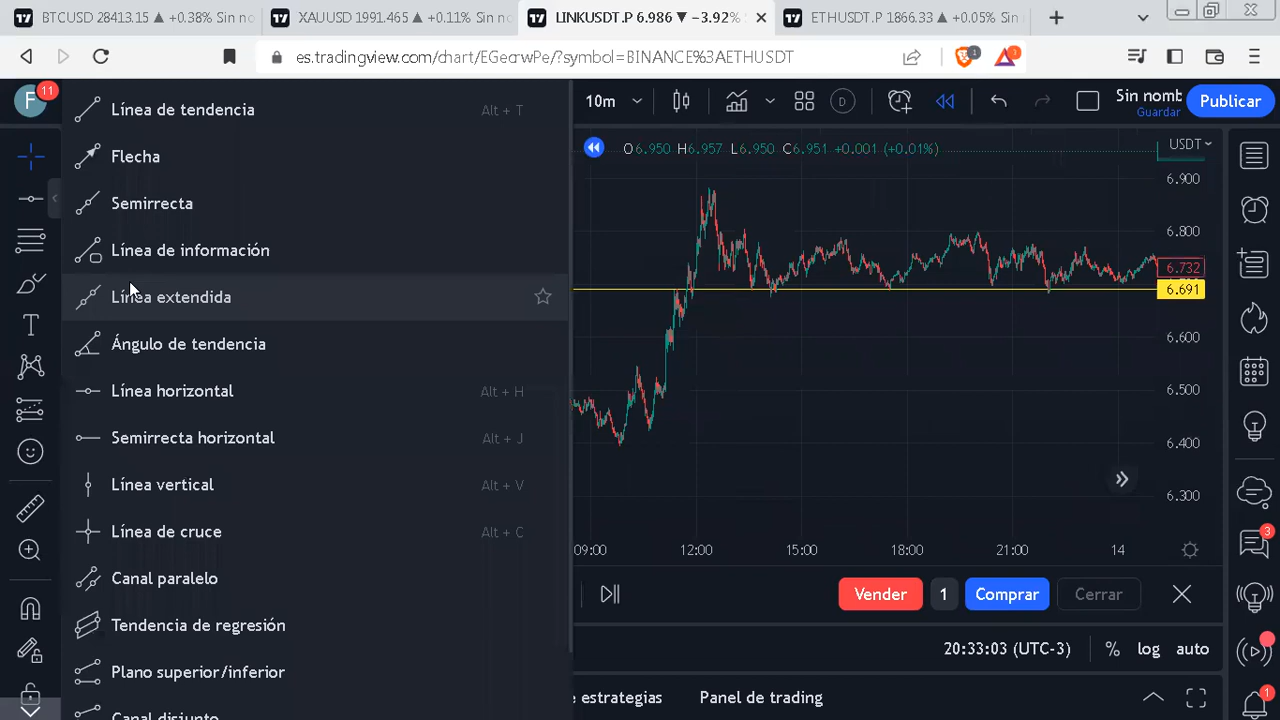 BTCUSD 28413.15 ▲ +0.38% Sin no
XAUUSD 1991.465 ▲ +0.11% Sin no
LINKUSDT.P 6.986 ▼ −3.92%
ETHUSDT.P 1866.33 ▲ +0.05% Sin
es.tradingview.com/chart/EGecrwPe/?symbol=BINANCE%3AETHUSDT
1
F
11
10m
D
Sin nomb
Guardar
Publicar
Línea de tendencia Alt + T
Flecha
Semirrecta
Línea de información
Línea extendida
Ángulo de tendencia
Línea horizontal Alt + H
Semirrecta horizontal Alt + J
Línea vertical Alt + V
Línea de cruce Alt + C
Canal paralelo
Tendencia de regresión
Plano superior/inferior
Canal disjunto
O6.950 H6.957 L6.950 C6.951 +0.001 (+0.01%)
USDT
6.900
6.800
6.732
6.691
6.600
6.500
6.400
6.300
09:00 12:00 15:00 18:00 21:00 14
Vender 1 Comprar Cerrar
20:33:03 (UTC-3) % log auto
e estrategias Panel de trading
3
1